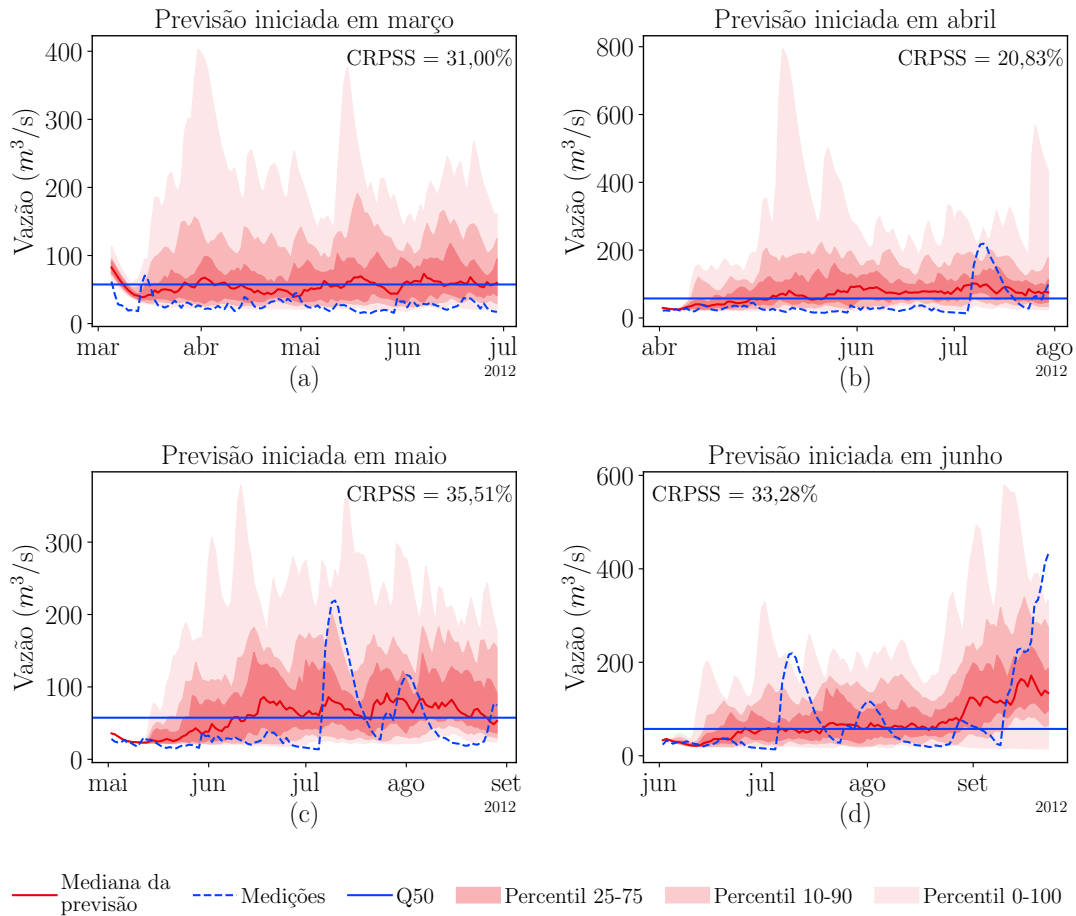 Previsão iniciada em março
CRPSS = 31,00%
Vazão (m³/s)
400
300
200
100
0
mar
abr
mai
jun
jul
2012
(a)
Previsão iniciada em abril
CRPSS = 20,83%
Vazão (m³/s)
800
600
400
200
0
abr
mai
jun
jul
ago
2012
(b)
Previsão iniciada em maio
CRPSS = 35,51%
Vazão (m³/s)
300
200
100
0
mai
jun
jul
ago
set
2012
(c)
Previsão iniciada em junho
CRPSS = 33,28%
Vazão (m³/s)
600
400
200
0
jun
jul
ago
set
2012
(d)
Mediana da
previsão
Medições
Q50
Percentil 25-75
Percentil 10-90
Percentil 0-100